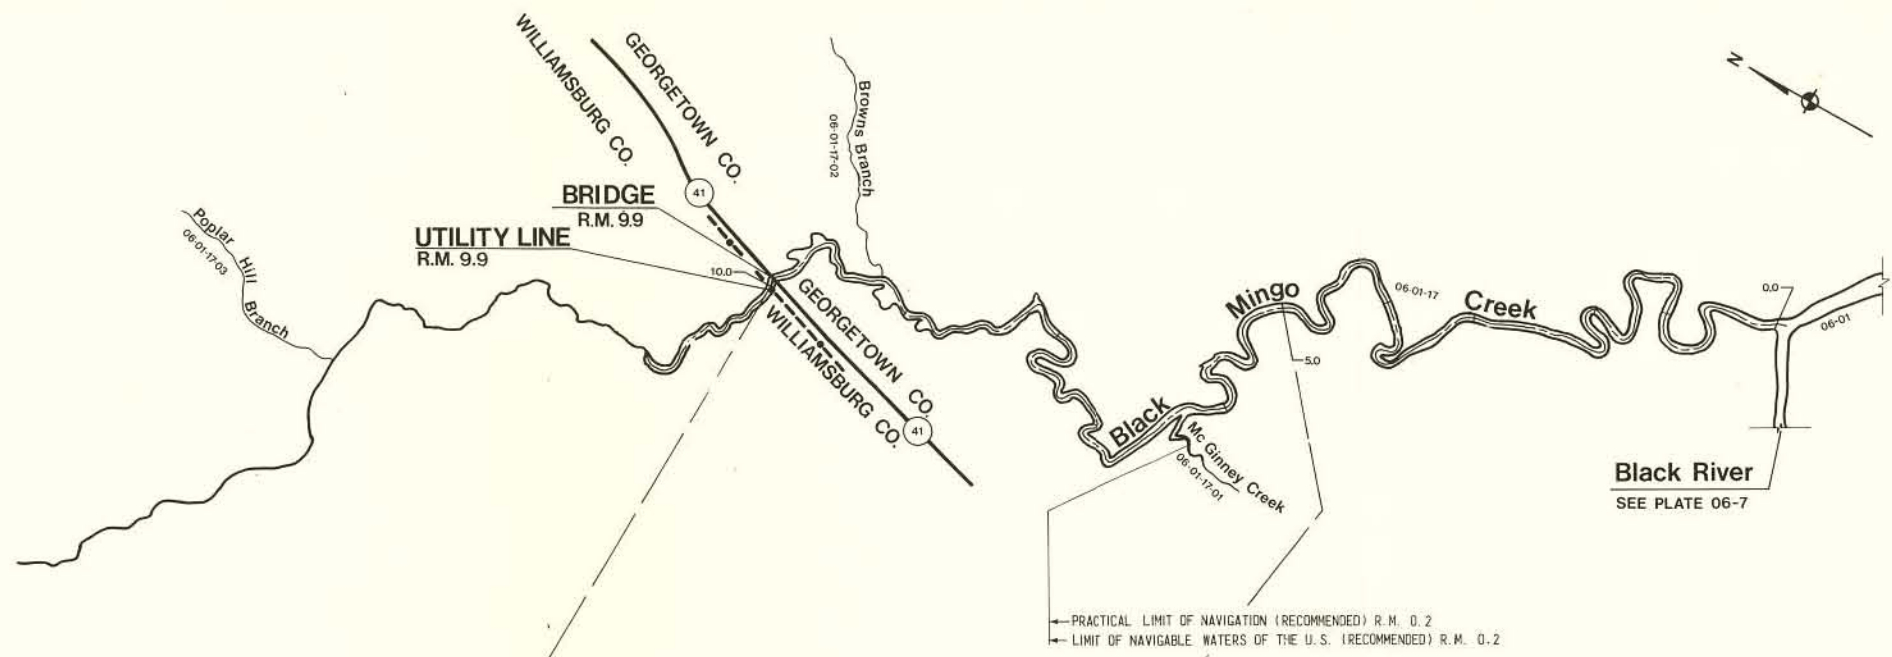 WILLIAMSBURG CO.
GEORGETOWN CO.
41
BRIDGE
R.M. 9.9
UTILITY LINE
R.M. 9.9
10.0
Poplar Hill Branch
06-01-17-03
Browns Branch
06-01-17-02
GEORGETOWN CO.
WILLIAMSBURG CO.
41
Black Mingo Creek
06-01-17
5.0
Mc Ginney Creek
06-01-17-01
N
0.0
06-01
Black River
SEE PLATE 06-7
PRACTICAL LIMIT OF NAVIGATION (RECOMMENDED) R.M. 0.2
LIMIT OF NAVIGABLE WATERS OF THE U.S. (RECOMMENDED) R.M. 0.2